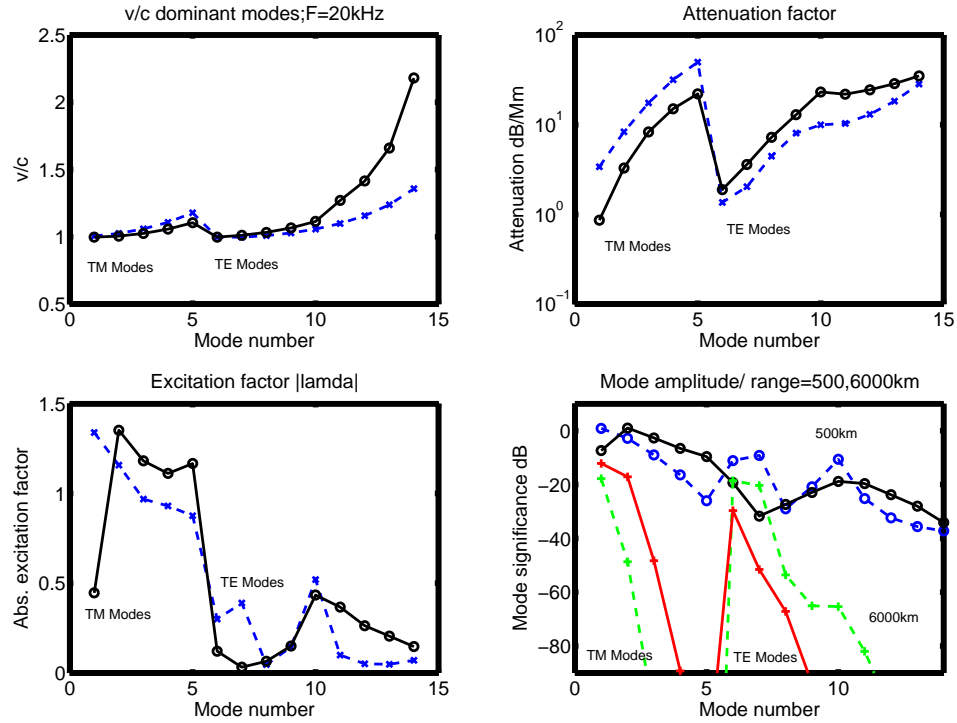 v/c dominant modes;F=20kHz
2.5
2
1.5
1
0.5
v/c
TM Modes
TE Modes
0
5
10
15
Mode number
Attenuation factor
10^2
10^1
10^0
10^−1
Attenuation dB/Mm
TM Modes
TE Modes
0
5
10
15
Mode number
Excitation factor |lamda|
1.5
1
0.5
0
Abs. excitation factor
TE Modes
TM Modes
0
5
10
15
Mode number
Mode amplitude/ range=500,6000km
0
−20
−40
−60
−80
Mode significance dB
500km
6000km
TM Modes
TE Modes
0
5
10
Mode number